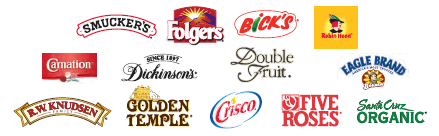 SMUCKER'S
Folgers
BICK'S
Robin Hood
Carnation
SINCE 1897
Dickinson's
Double
Fruit
EAGLE BRAND
R.W. KNUDSEN
FAMILY
GOLDEN
TEMPLE
Crisco
FIVE
ROSES
Santa Cruz
ORGANIC